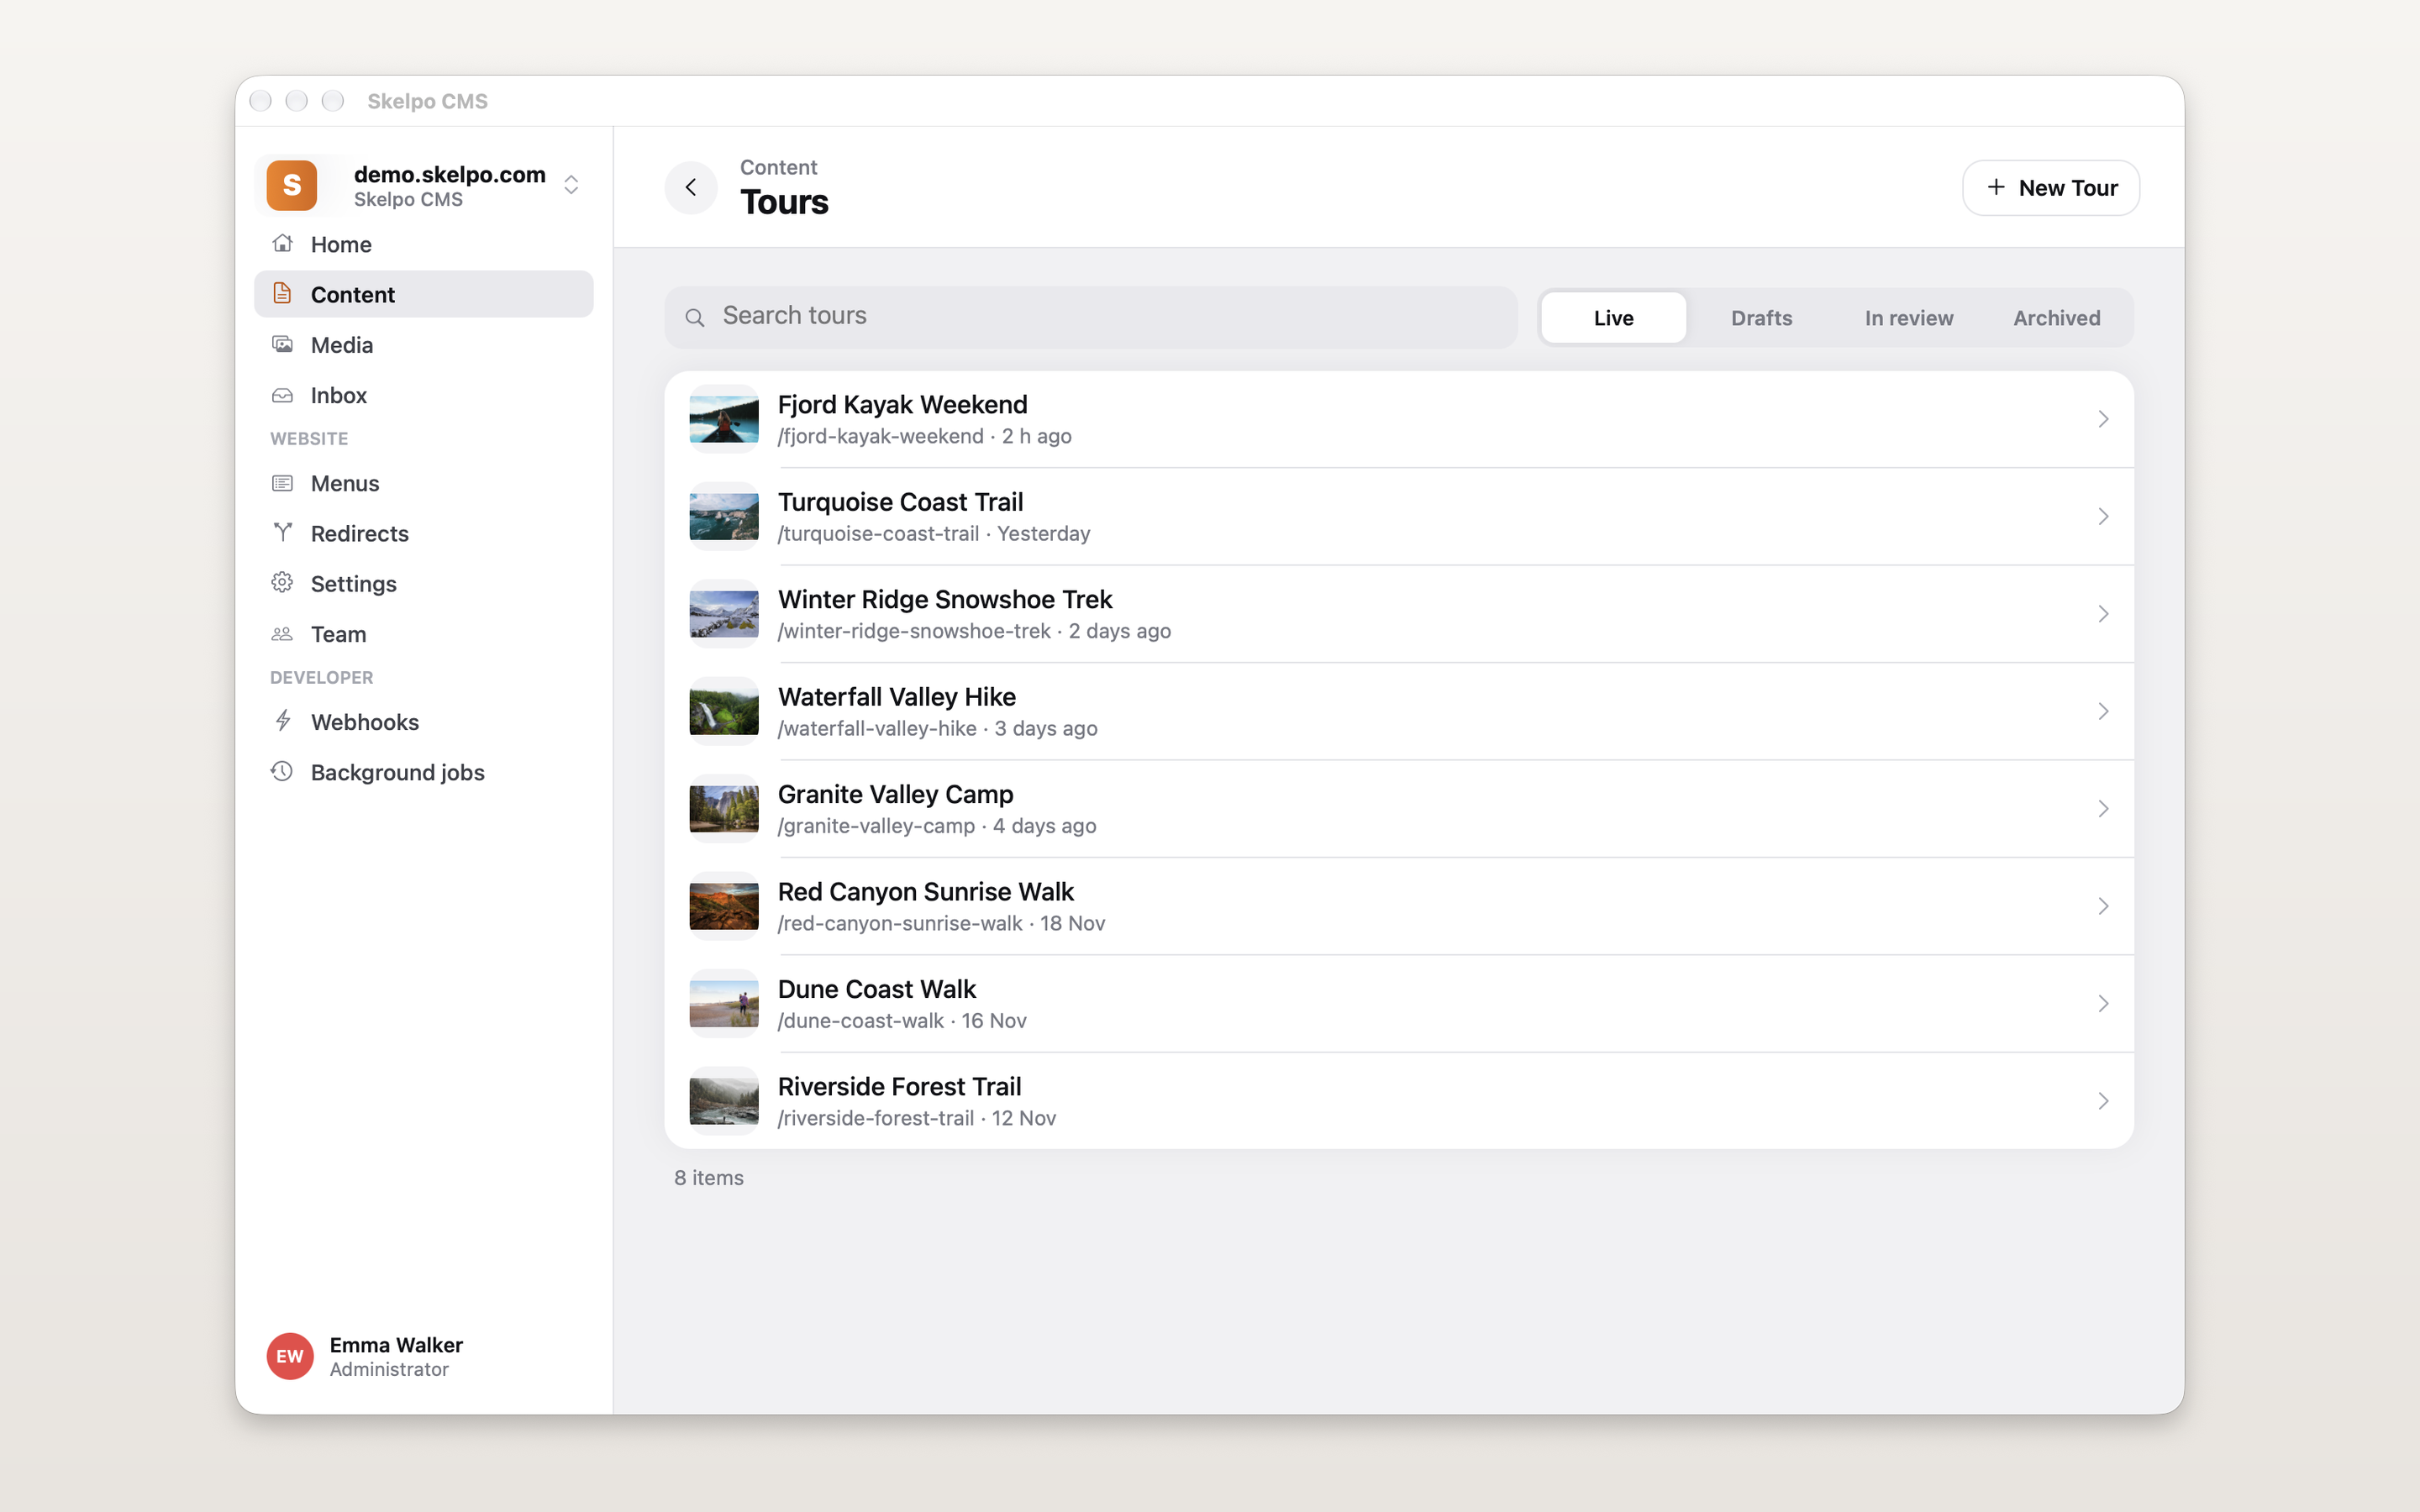 Skelpo CMS
S
demo.skelpo.com
Skelpo CMS
Home
Content
Media
Inbox
WEBSITE
Menus
Redirects
Settings
Team
DEVELOPER
Webhooks
Background jobs
EW
Emma Walker
Administrator
Content
Tours
New Tour
Search tours
Live
Drafts
In review
Archived
Fjord Kayak Weekend
/fjord-kayak-weekend · 2 h ago
Turquoise Coast Trail
/turquoise-coast-trail · Yesterday
Winter Ridge Snowshoe Trek
/winter-ridge-snowshoe-trek · 2 days ago
Waterfall Valley Hike
/waterfall-valley-hike · 3 days ago
Granite Valley Camp
/granite-valley-camp · 4 days ago
Red Canyon Sunrise Walk
/red-canyon-sunrise-walk · 18 Nov
Dune Coast Walk
/dune-coast-walk · 16 Nov
Riverside Forest Trail
/riverside-forest-trail · 12 Nov
8 items